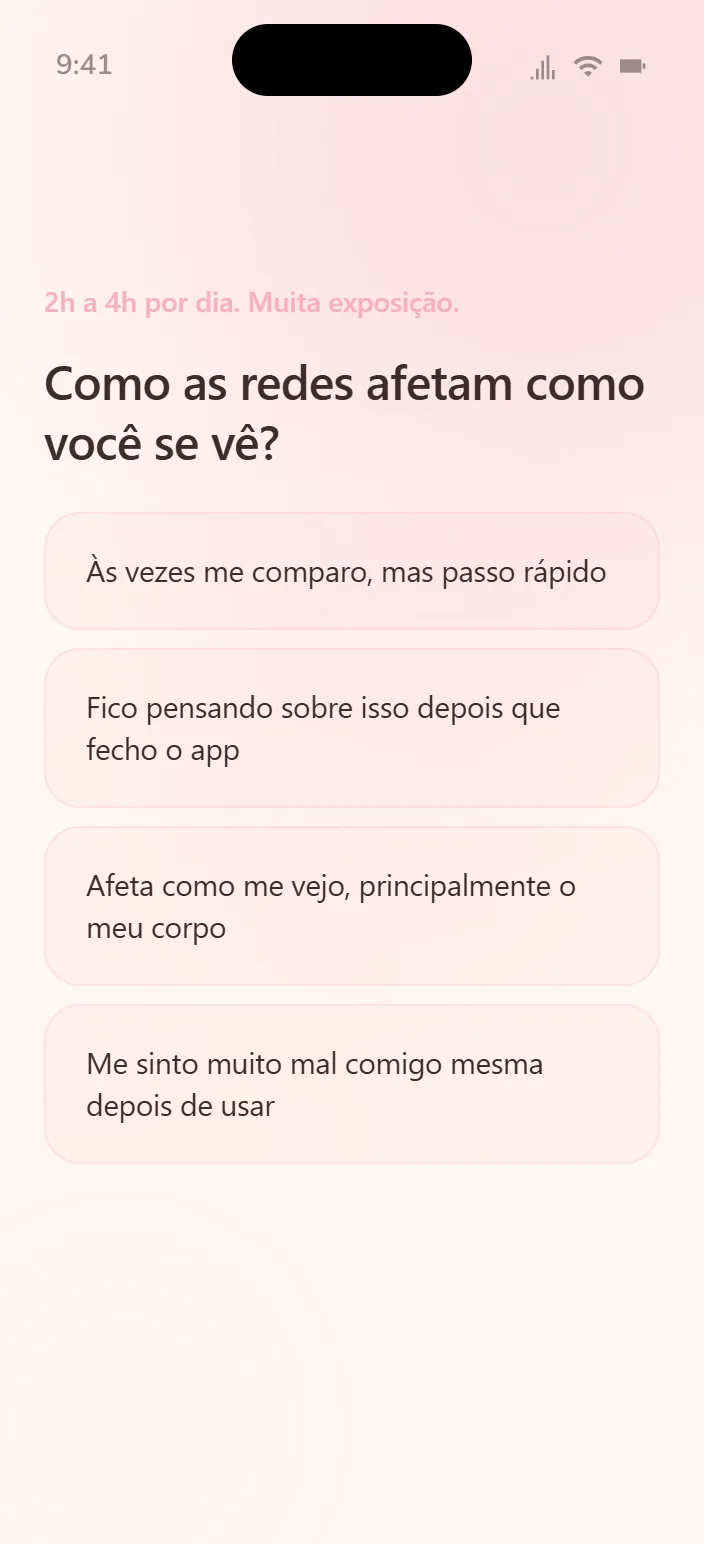 9:41
2h a 4h por dia. Muita exposição.
Como as redes afetam como
você se vê?
Às vezes me comparo, mas passo rápido
Fico pensando sobre isso depois que
fecho o app
Afeta como me vejo, principalmente o
meu corpo
Me sinto muito mal comigo mesma
depois de usar